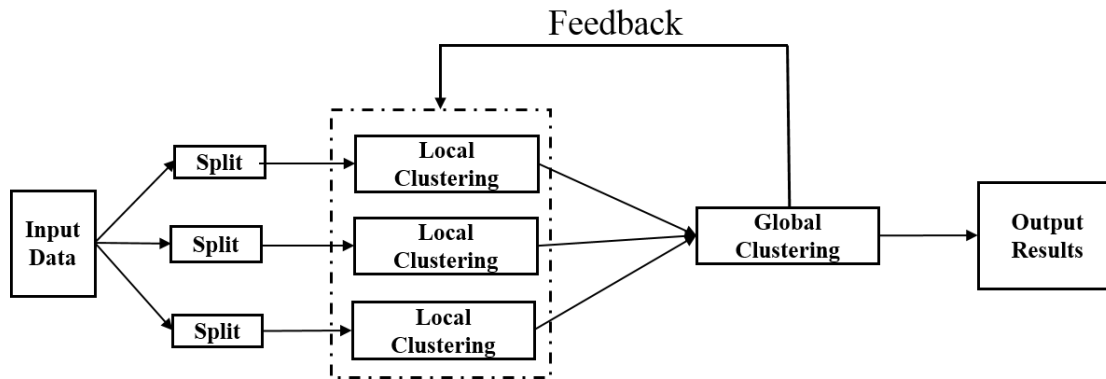 Feedback
Split
Local
Clustering
Input
Data
Split
Local
Clustering
Global
Clustering
Output
Results
Split
Local
Clustering